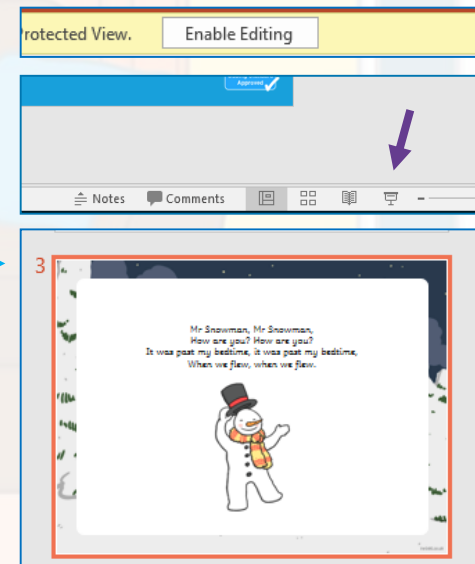 Protected View. Enable Editing
Approved
Notes Comments
3
Mr Snowman, Mr Snowman,
How are you? How are you?
It was past my bedtime, it was past my bedtime,
When we flew, when we flew.